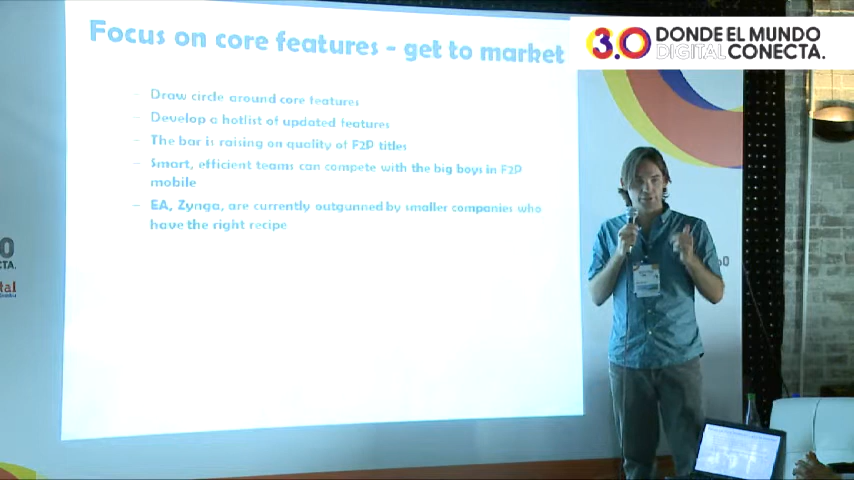 Focus on core features - get to market
3.0 DONDE EL MUNDO
DIGITAL CONECTA.
– Draw circle around core features
– Develop a hotlist of updated features
– The bar is raising on quality of F2P titles
– Smart, efficient teams can compete with the big boys in F2P
mobile
– EA, Zynga, are currently outgunned by smaller companies who
have the right recipe